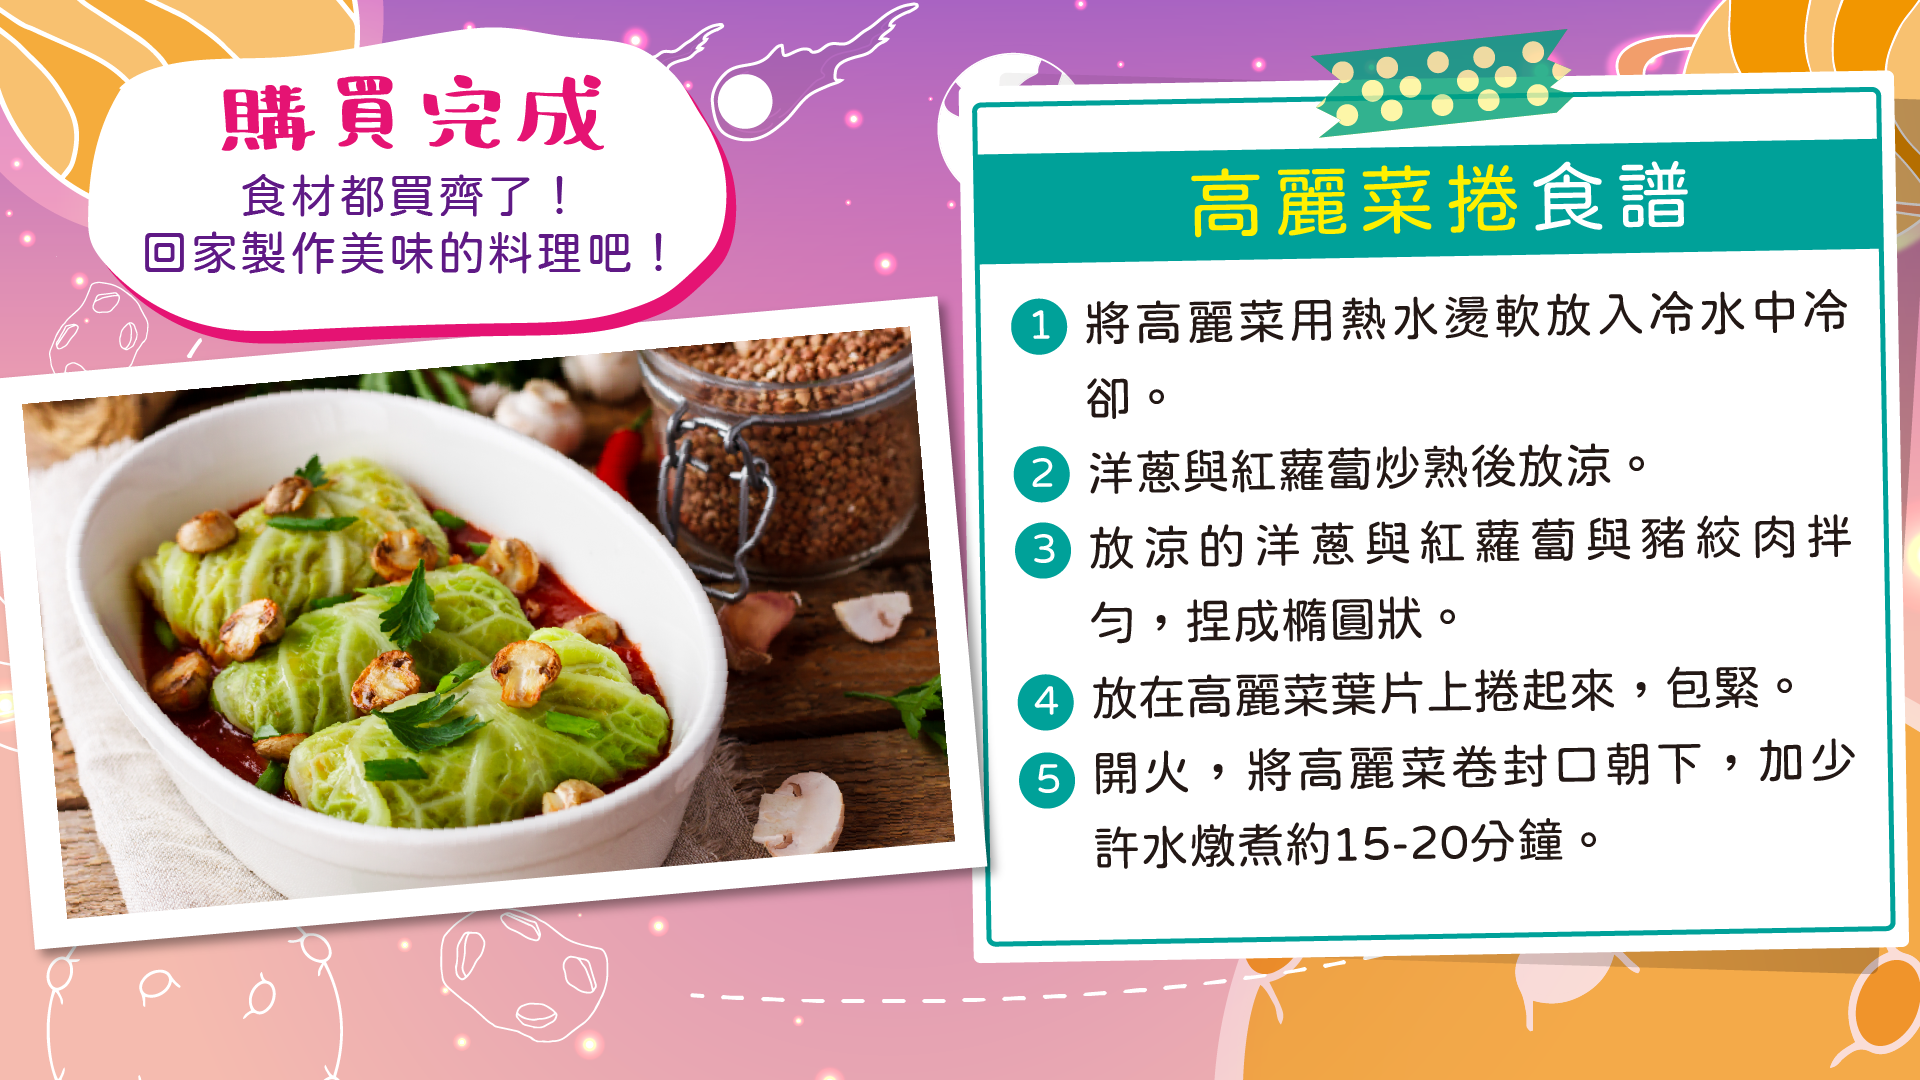 購買完成
食材都買齊了！
回家製作美味的料理吧！
高麗菜捲食譜
1 將高麗菜用熱水燙軟放入冷水中冷
卻。
2 洋蔥與紅蘿蔔炒熟後放涼。
3 放涼的洋蔥與紅蘿蔔與豬絞肉拌
勻，捏成橢圓狀。
4 放在高麗菜葉片上捲起來，包緊。
5 開火，將高麗菜卷封口朝下，加少
許水燉煮約15-20分鐘。